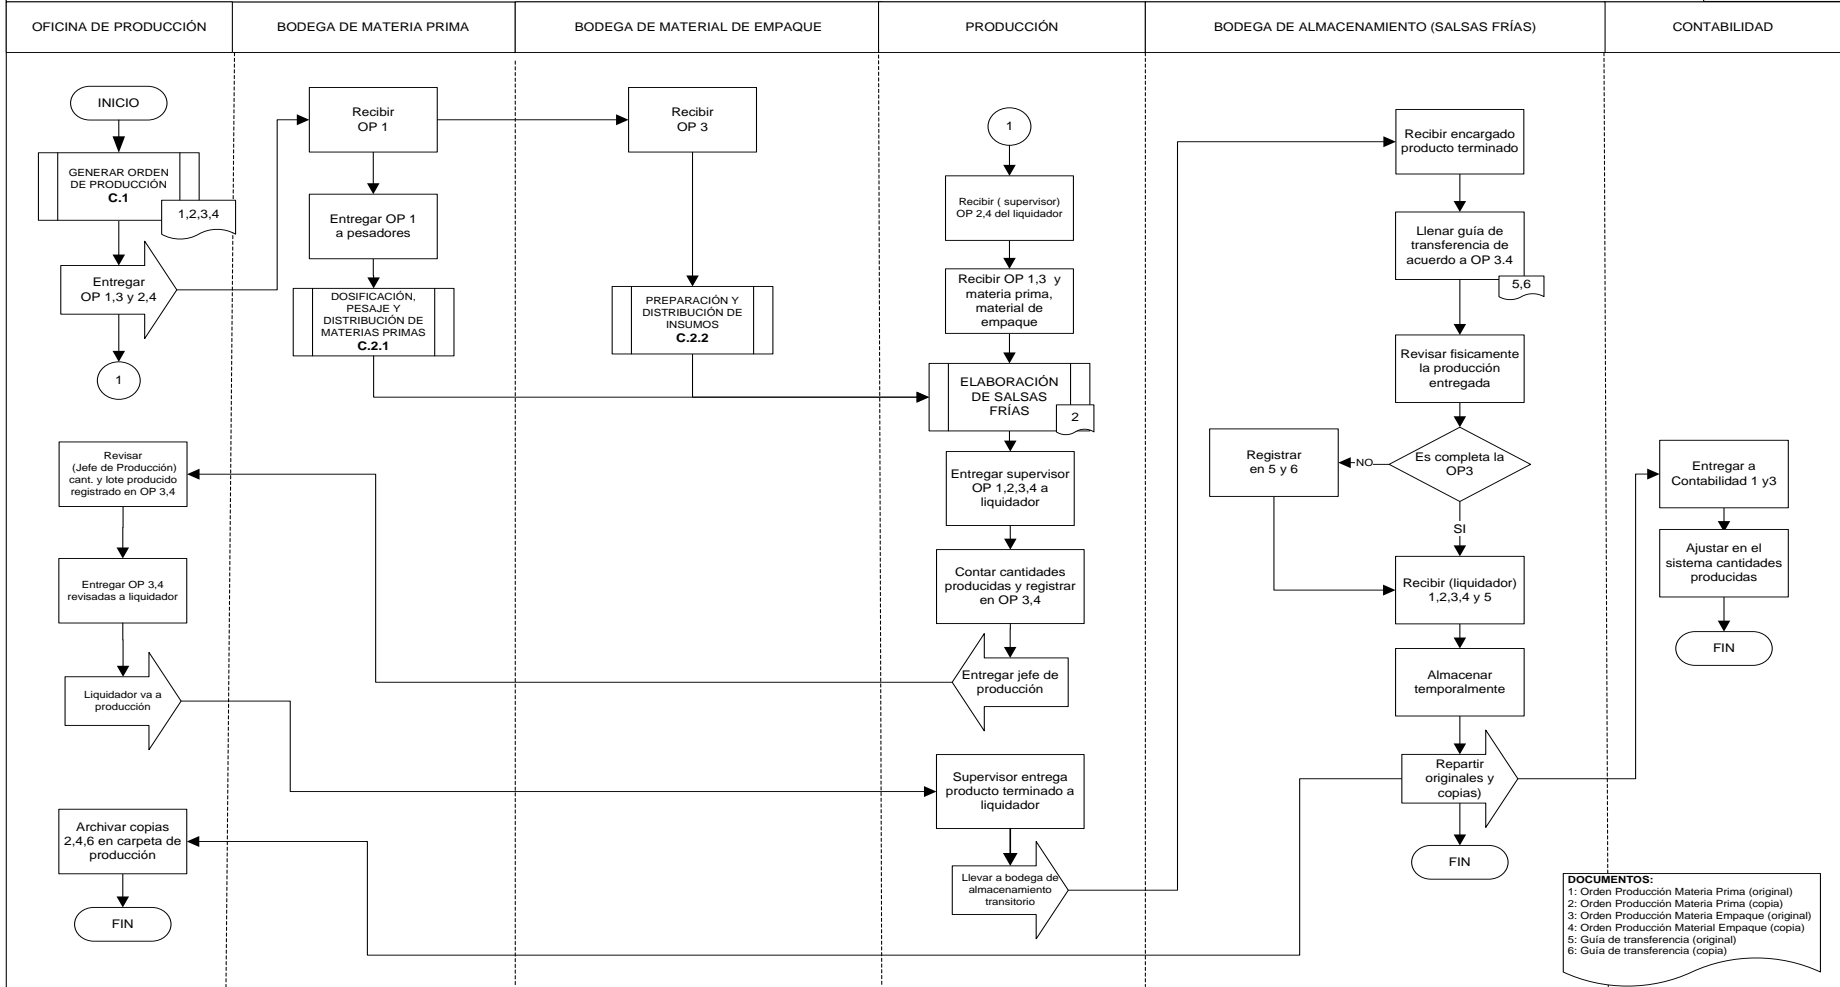 OFICINA DE PRODUCCIÓN
BODEGA DE MATERIA PRIMA
BODEGA DE MATERIAL DE EMPAQUE
PRODUCCIÓN
BODEGA DE ALMACENAMIENTO (SALSAS FRÍAS)
CONTABILIDAD
INICIO
GENERAR ORDEN
DE PRODUCCIÓN
C.1
1,2,3,4
Entregar
OP 1,3 y 2,4
1
Revisar
(Jefe de Producción)
cant. y lote producido
registrado en OP 3,4
Entregar OP 3,4
revisadas a liquidador
Liquidador va a
producción
Archivar copias
2,4,6 en carpeta de
producción
FIN
Recibir
OP 1
Entregar OP 1
a pesadores
DOSIFICACIÓN,
PESAJE Y
DISTRIBUCIÓN DE
MATERIAS PRIMAS
C.2.1
Recibir
OP 3
PREPARACIÓN Y
DISTRIBUCIÓN DE
INSUMOS
C.2.2
1
Recibir ( supervisor)
OP 2,4 del liquidador
Recibir OP 1,3 y
materia prima,
material de
empaque
ELABORACIÓN
DE SALSAS
FRÍAS
2
Entregar supervisor
OP 1,2,3,4 a
liquidador
Contar cantidades
producidas y registrar
en OP 3,4
Entregar jefe de
producción
Supervisor entrega
producto terminado a
liquidador
Llevar a bodega de
almacenamiento
transitorio
Recibir encargado
producto terminado
Llenar guía de
transferencia de
acuerdo a OP 3.4
5,6
Revisar fisicamente
la producción
entregada
Es completa la
OP3
NO
Registrar
en 5 y 6
SI
Recibir (liquidador)
1,2,3,4 y 5
Almacenar
temporalmente
Repartir
originales y
copias)
FIN
Entregar a
Contabilidad 1 y3
Ajustar en el
sistema cantidades
producidas
FIN
DOCUMENTOS:
1: Orden Producción Materia Prima (original)
2: Orden Producción Materia Prima (copia)
3: Orden Producción Materia Empaque (original)
4: Orden Producción Material Empaque (copia)
5: Guía de transferencia (original)
6: Guía de transferencia (copia)